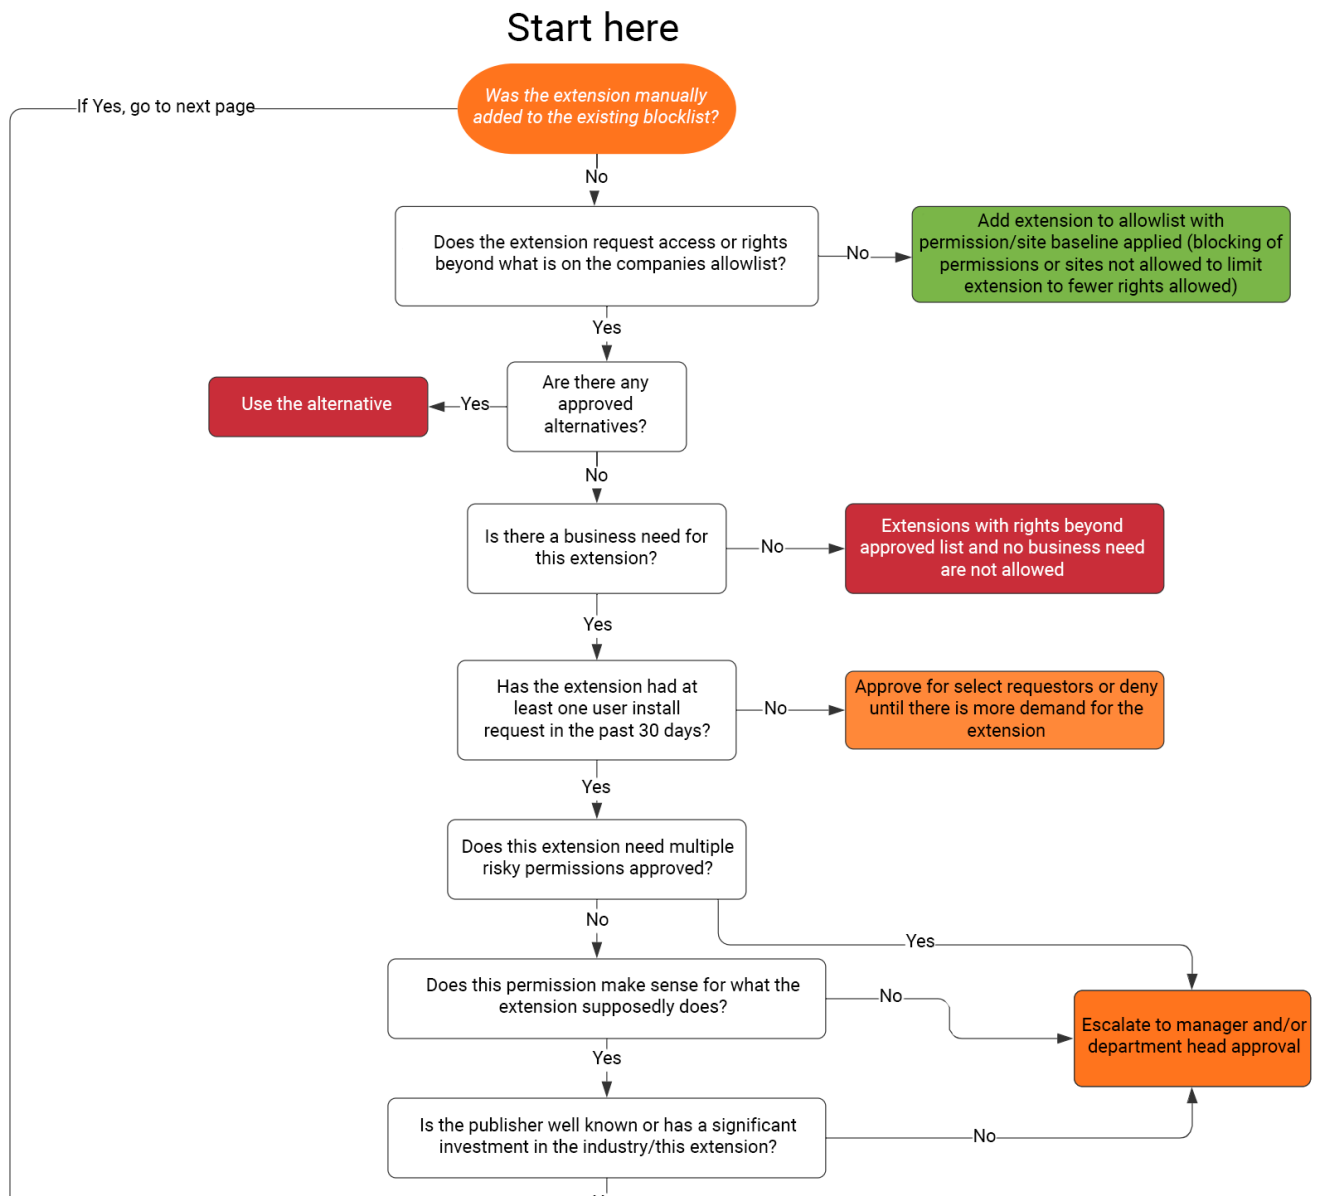 Start here
Was the extension manually
added to the existing blocklist?
If Yes, go to next page
No
Does the extension request access or rights
beyond what is on the companies allowlist?
No
Add extension to allowlist with
permission/site baseline applied (blocking of
permissions or sites not allowed to limit
extension to fewer rights allowed)
Yes
Are there any
approved
alternatives?
Yes
Use the alternative
No
Is there a business need for
this extension?
No
Extensions with rights beyond
approved list and no business need
are not allowed
Yes
Has the extension had at
least one user install
request in the past 30 days?
No
Approve for select requestors or deny
until there is more demand for the
extension
Yes
Does this extension need multiple
risky permissions approved?
No
Yes
Does this permission make sense for what the
extension supposedly does?
No
Escalate to manager and/or
department head approval
Yes
Is the publisher well known or has a significant
investment in the industry/this extension?
No